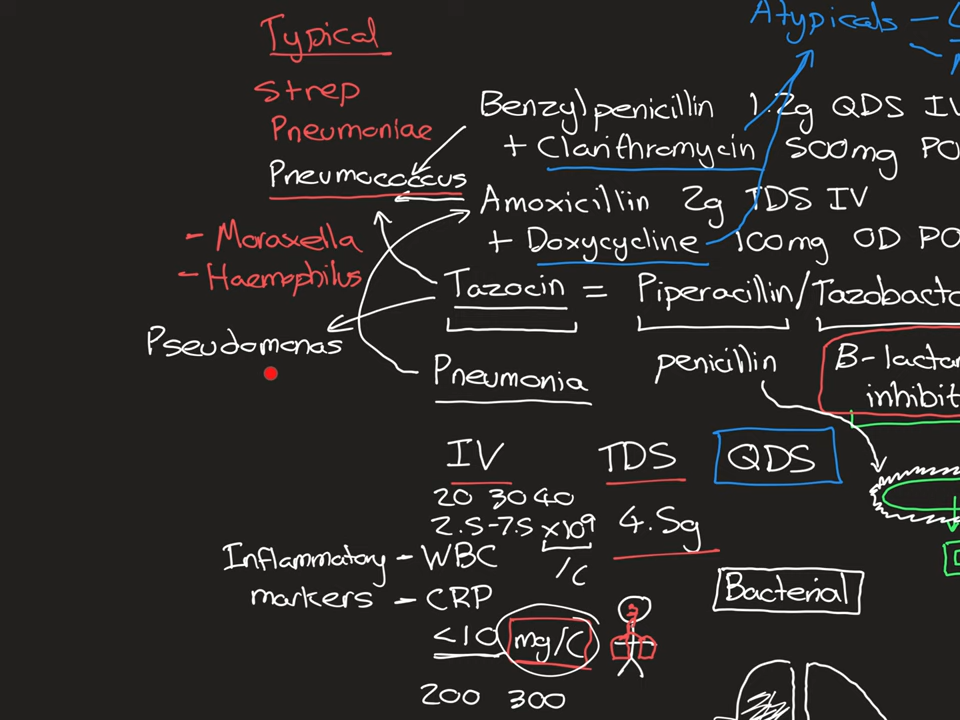 Typical
Atypicals –
Strep
Pneumoniae
Pneumococcus
Benzylpenicillin 1.2g QDS IV
+ Clarithromycin 500mg PO
Amoxicillin 2g TDS IV
+ Doxycycline 100mg OD PO
- Moraxella
- Haemophilus
Tazocin = Piperacillin/Tazobacta
Pseudomonas
Pneumonia
penicillin
B-lacta
inhibit
IV TDS QDS
20 30 40
2.5-7.5 x10⁹ 4.5g
/L
Inflammatory – WBC
markers – CRP
Bacterial
<10 mg/L
200 300